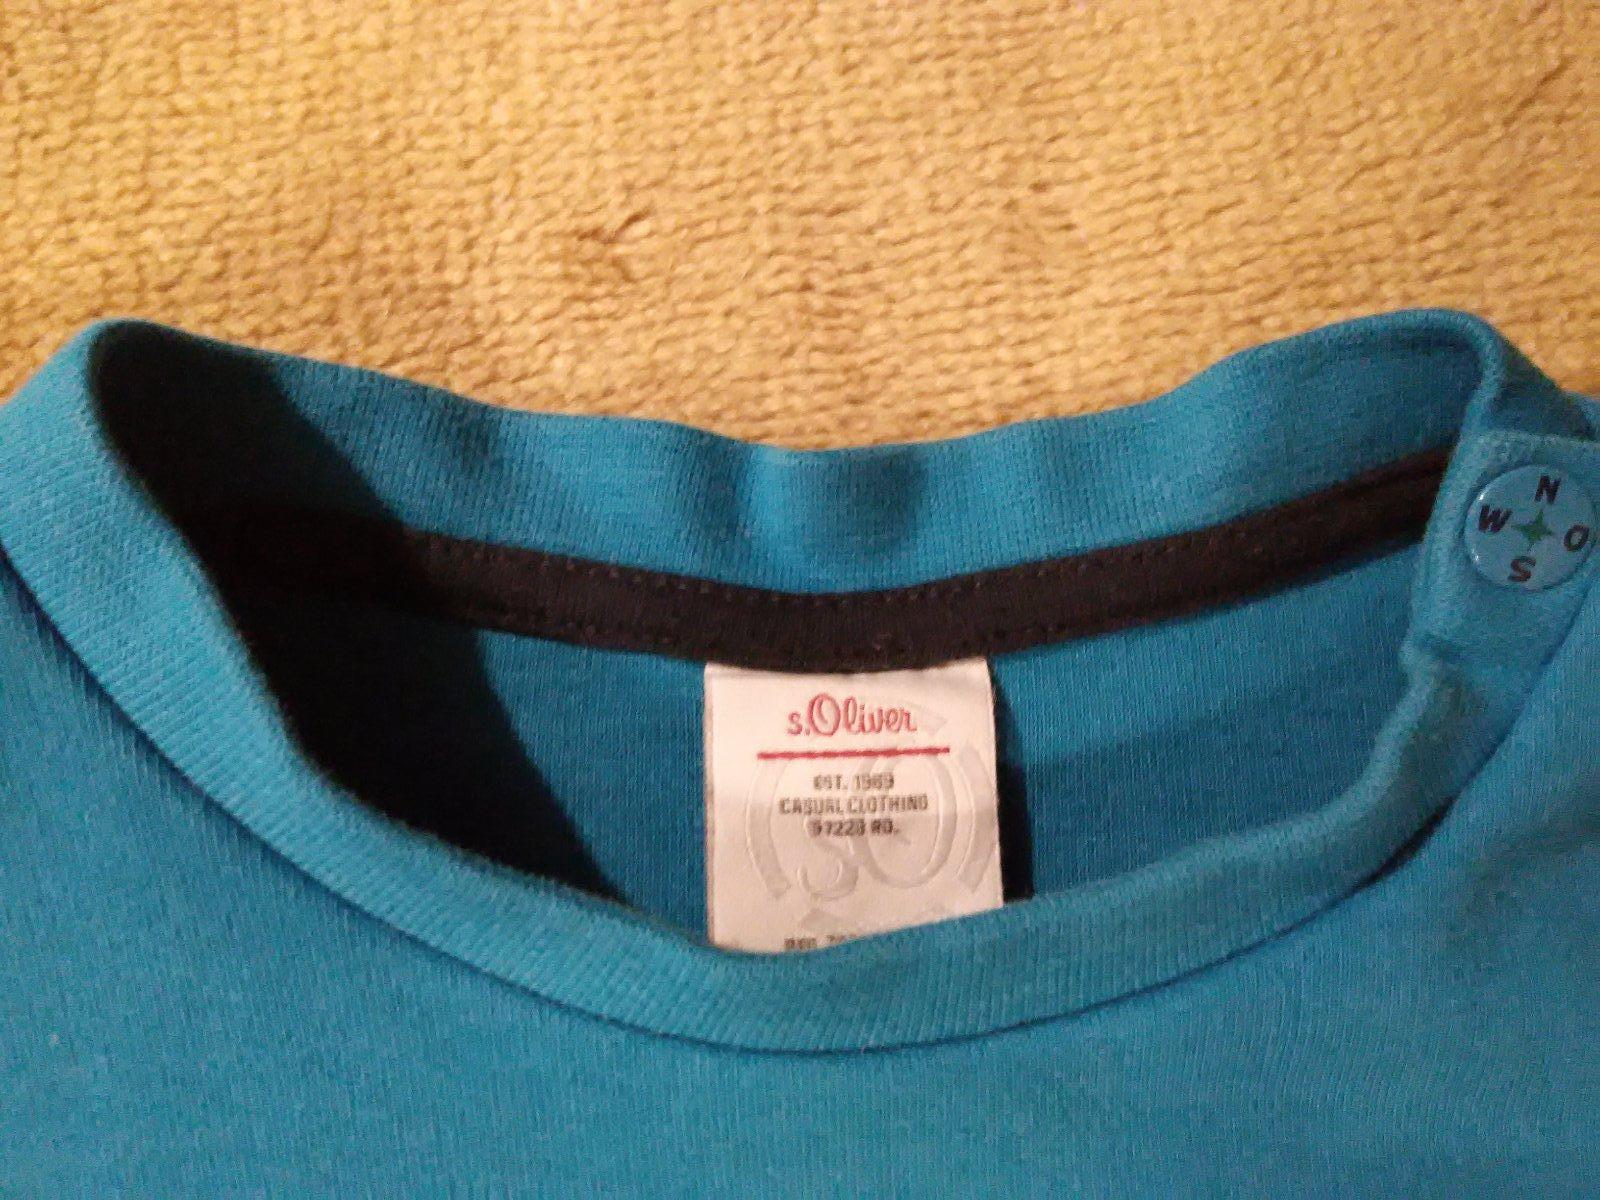 N
W O
S
s.Oliver
EST. 1969
CASUAL CLOTHING
97228 RO.